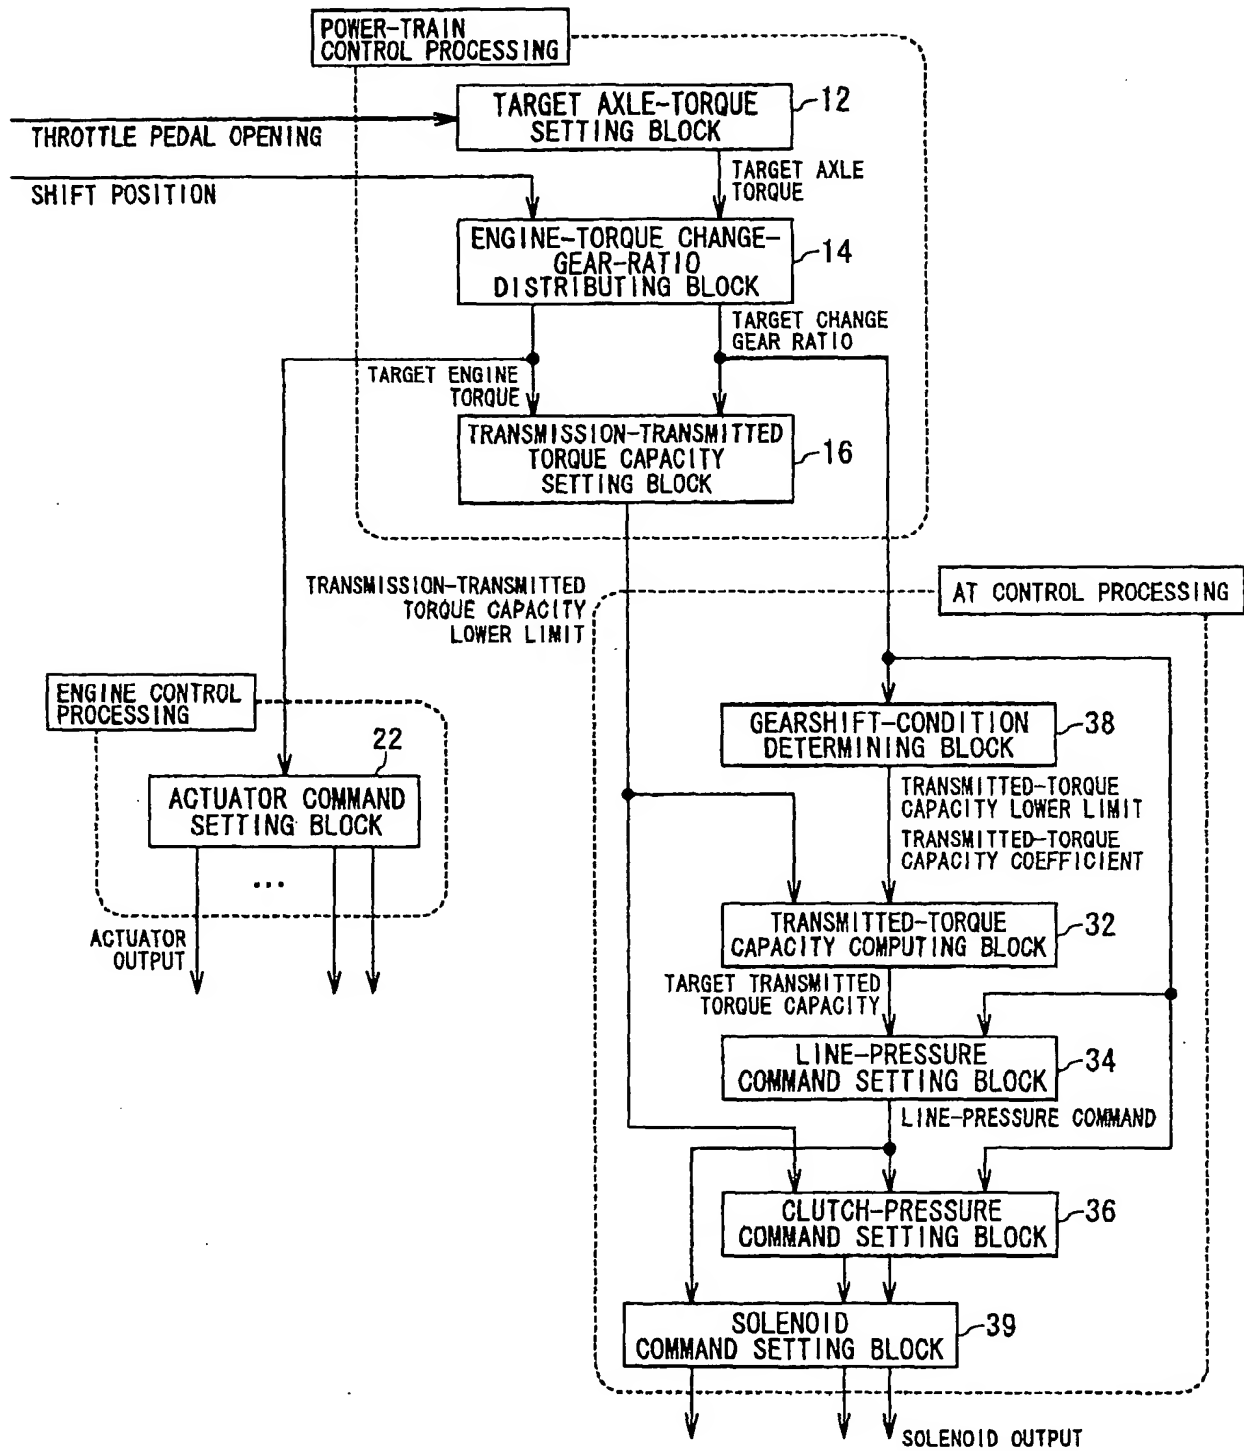 POWER-TRAIN
CONTROL PROCESSING
TARGET AXLE-TORQUE
SETTING BLOCK
12
THROTTLE PEDAL OPENING
TARGET AXLE
TORQUE
SHIFT POSITION
ENGINE-TORQUE CHANGE-
GEAR-RATIO
DISTRIBUTING BLOCK
14
TARGET CHANGE
GEAR RATIO
TARGET ENGINE
TORQUE
TRANSMISSION-TRANSMITTED
TORQUE CAPACITY
SETTING BLOCK
16
TRANSMISSION-TRANSMITTED
TORQUE CAPACITY
LOWER LIMIT
AT CONTROL PROCESSING
ENGINE CONTROL
PROCESSING
22
ACTUATOR COMMAND
SETTING BLOCK
...
ACTUATOR
OUTPUT
GEARSHIFT-CONDITION
DETERMINING BLOCK
38
TRANSMITTED-TORQUE
CAPACITY LOWER LIMIT
TRANSMITTED-TORQUE
CAPACITY COEFFICIENT
TRANSMITTED-TORQUE
CAPACITY COMPUTING BLOCK
32
TARGET TRANSMITTED
TORQUE CAPACITY
LINE-PRESSURE
COMMAND SETTING BLOCK
34
LINE-PRESSURE COMMAND
CLUTCH-PRESSURE
COMMAND SETTING BLOCK
36
SOLENOID
COMMAND SETTING BLOCK
39
SOLENOID OUTPUT